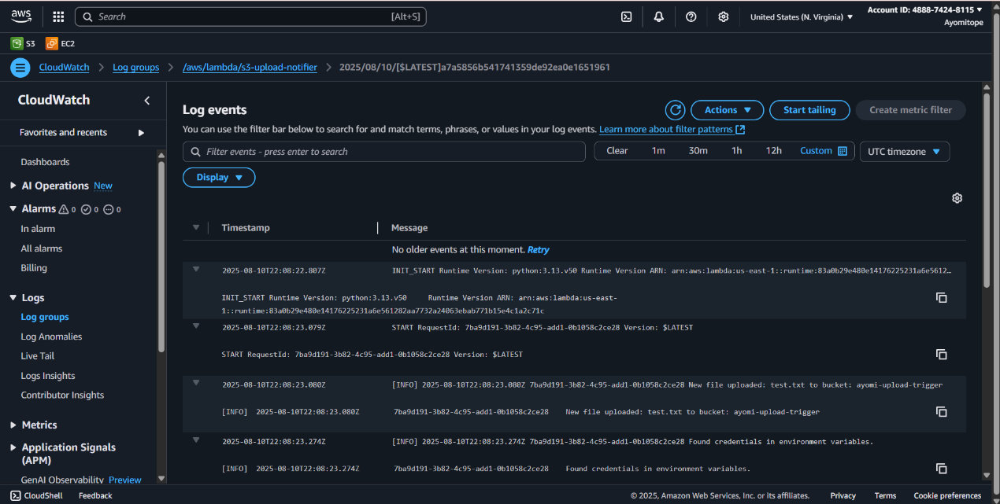 aws
Search [Alt+S]
United States (N. Virginia)
Account ID: 4888-7424-8115
Ayomitope
S3 EC2
CloudWatch Log groups /aws/lambda/s3-upload-notifier 2025/08/10/[$LATEST]a7a5856b541741359de92ea0e1651961
CloudWatch
Favorites and recents
Dashboards
AI Operations New
Alarms 0 0 0
In alarm
All alarms
Billing
Logs
Log groups
Log Anomalies
Live Tail
Logs Insights
Contributor Insights
Metrics
Application Signals
(APM)
GenAI Observability Preview
Log events
Actions Start tailing Create metric filter
You can use the filter bar below to search for and match terms, phrases, or values in your log events. Learn more about filter patterns
Filter events - press enter to search
Clear 1m 30m 1h 12h Custom UTC timezone
Display
Timestamp Message
No older events at this moment. Retry
2025-08-10T22:08:22.807Z INIT_START Runtime Version: python:3.13.v50 Runtime Version ARN: arn:aws:lambda:us-east-1::runtime:83a0b29e480e14176225231a6e5612…
INIT_START Runtime Version: python:3.13.v50 Runtime Version ARN: arn:aws:lambda:us-east-
1::runtime:83a0b29e480e14176225231a6e561282aa7732a24063ebab771b15e4c1a2c71c
2025-08-10T22:08:23.079Z START RequestId: 7ba9d191-3b82-4c95-add1-0b1058c2ce28 Version: $LATEST
START RequestId: 7ba9d191-3b82-4c95-add1-0b1058c2ce28 Version: $LATEST
2025-08-10T22:08:23.080Z [INFO] 2025-08-10T22:08:23.080Z 7ba9d191-3b82-4c95-add1-0b1058c2ce28 New file uploaded: test.txt to bucket: ayomi-upload-trigger
[INFO] 2025-08-10T22:08:23.080Z 7ba9d191-3b82-4c95-add1-0b1058c2ce28 New file uploaded: test.txt to bucket: ayomi-upload-trigger
2025-08-10T22:08:23.274Z [INFO] 2025-08-10T22:08:23.274Z 7ba9d191-3b82-4c95-add1-0b1058c2ce28 Found credentials in environment variables.
[INFO] 2025-08-10T22:08:23.274Z 7ba9d191-3b82-4c95-add1-0b1058c2ce28 Found credentials in environment variables.
CloudShell Feedback © 2025, Amazon Web Services, Inc. or its affiliates. Privacy Terms Cookie preferences